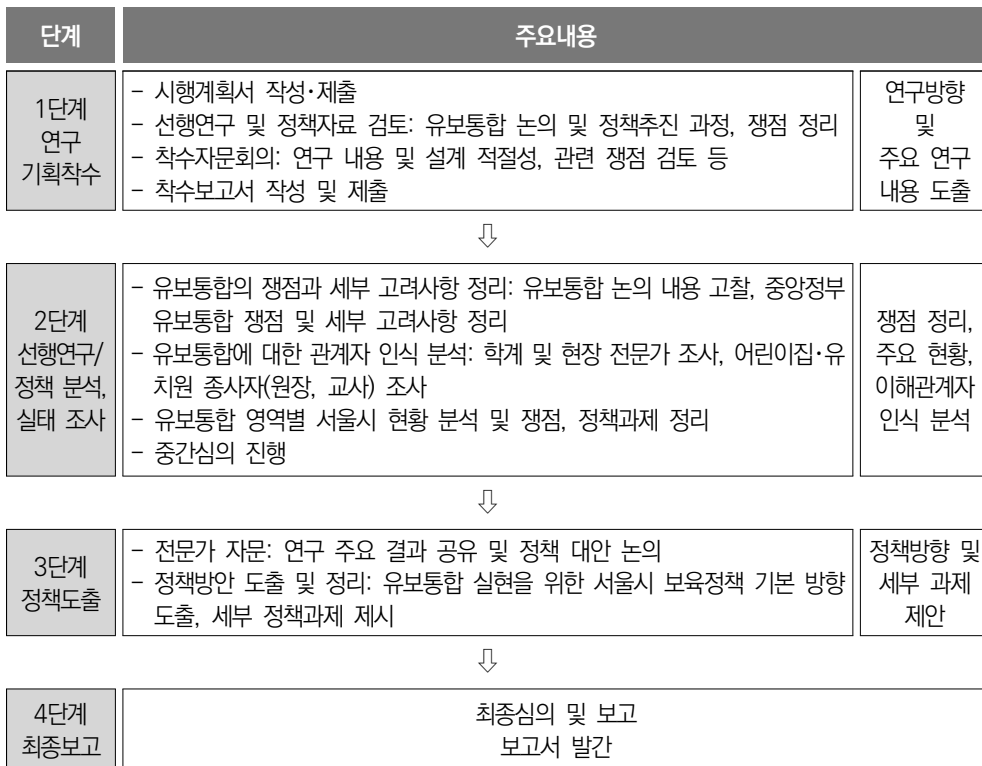 단계
주요내용
1단계
연구
기획착수
- 시행계획서 작성·제출
- 선행연구 및 정책자료 검토: 유보통합 논의 및 정책추진 과정, 쟁점 정리
- 착수자문회의: 연구 내용 및 설계 적절성, 관련 쟁점 검토 등
- 착수보고서 작성 및 제출
연구방향
및
주요 연구
내용 도출
⇩
2단계
선행연구/
정책 분석,
실태 조사
- 유보통합의 쟁점과 세부 고려사항 정리: 유보통합 논의 내용 고찰, 중앙정부
유보통합 쟁점 및 세부 고려사항 정리
- 유보통합에 대한 관계자 인식 분석: 학계 및 현장 전문가 조사, 어린이집·유
치원 종사자(원장, 교사) 조사
- 유보통합 영역별 서울시 현황 분석 및 쟁점, 정책과제 정리
- 중간심의 진행
쟁점 정리,
주요 현황,
이해관계자
인식 분석
⇩
3단계
정책도출
- 전문가 자문: 연구 주요 결과 공유 및 정책 대안 논의
- 정책방안 도출 및 정리: 유보통합 실현을 위한 서울시 보육정책 기본 방향
도출, 세부 정책과제 제시
정책방향 및
세부 과제
제안
⇩
4단계
최종보고
최종심의 및 보고
보고서 발간